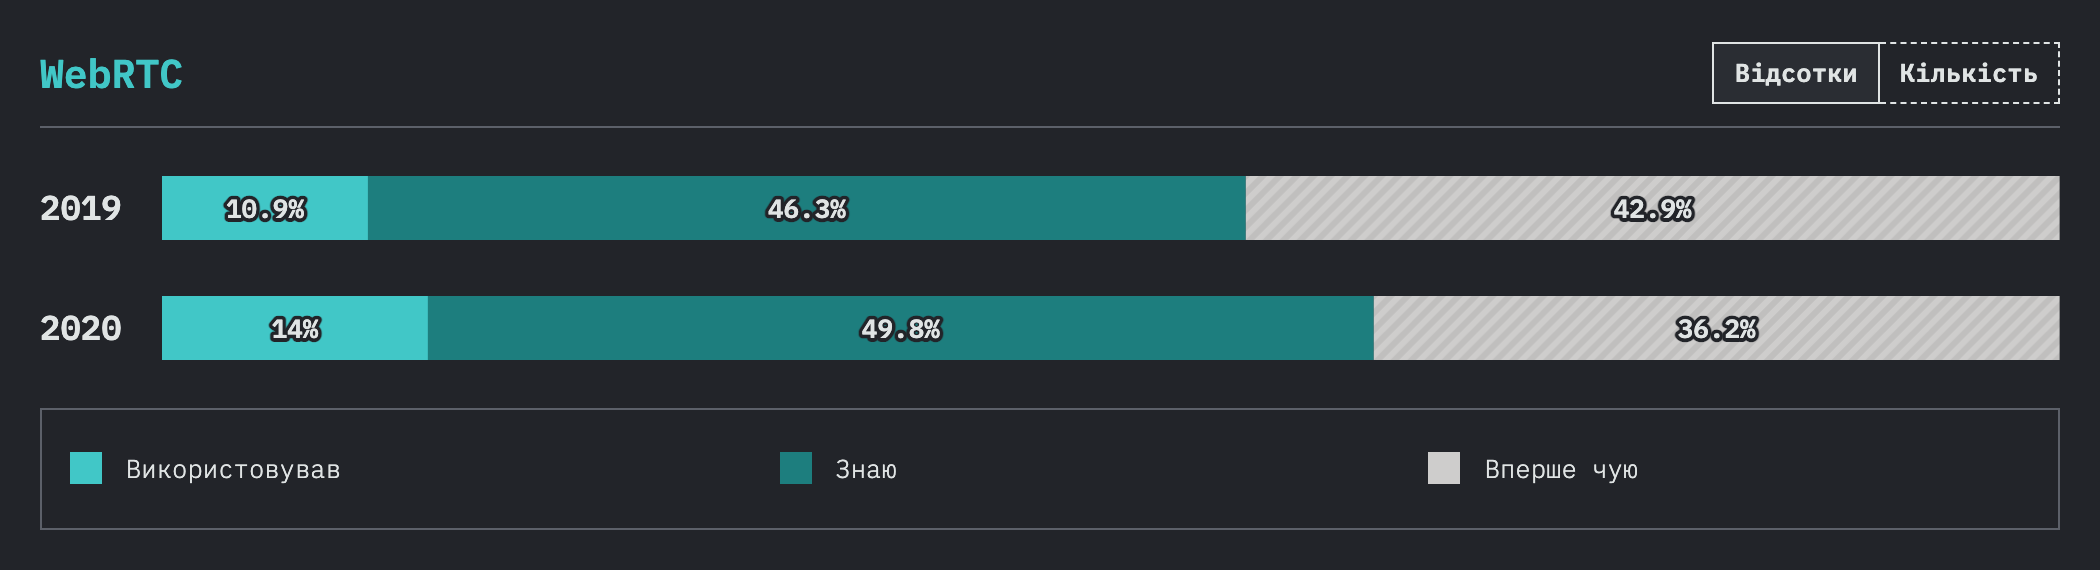 WebRTC
Відсотки Кількість
2019 10.9% 46.3% 42.9%
2020 14% 49.8% 36.2%
Використовував Знаю Вперше чую